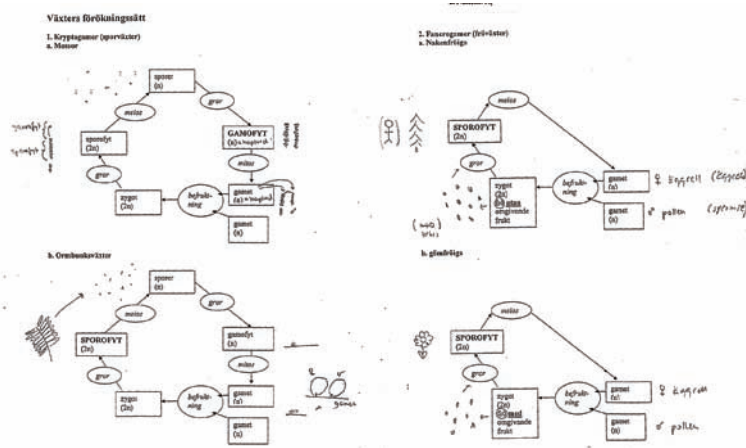 Växters förökningssätt
1. Kryptogamer (sporväxter)
a. Mossor
sporer
(n)
gror
GAMOFYT
(n)
mitos
gamet
gamet
(n)
befrukt-
ning
zygot
(2n)
gror
sporofyt
(2n)
meios
b. Ormbunksväxter
sporer
(n)
gror
gamofyt
(n)
mitos
gamet
(n)
gamet
(n)
befrukt-
ning
zygot
(2n)
gror
SPOROFYT
(2n)
meios
2. Fanerogamer (fröväxter)
a. Nakenfröiga
meios
SPOROFYT
(2n)
gror
zygot
(2n)
utan
omgivande
frukt
befrukt-
ning
gamet
(n)
♀ Äggcell
gamet
(n)
♂ pollen
b. gömfröiga
meios
SPOROFYT
(2n)
gror
zygot
(2n)
med
omgivande
frukt
befrukt-
ning
gamet
(n)
♀ Äggcell
gamet
(n)
♂ pollen